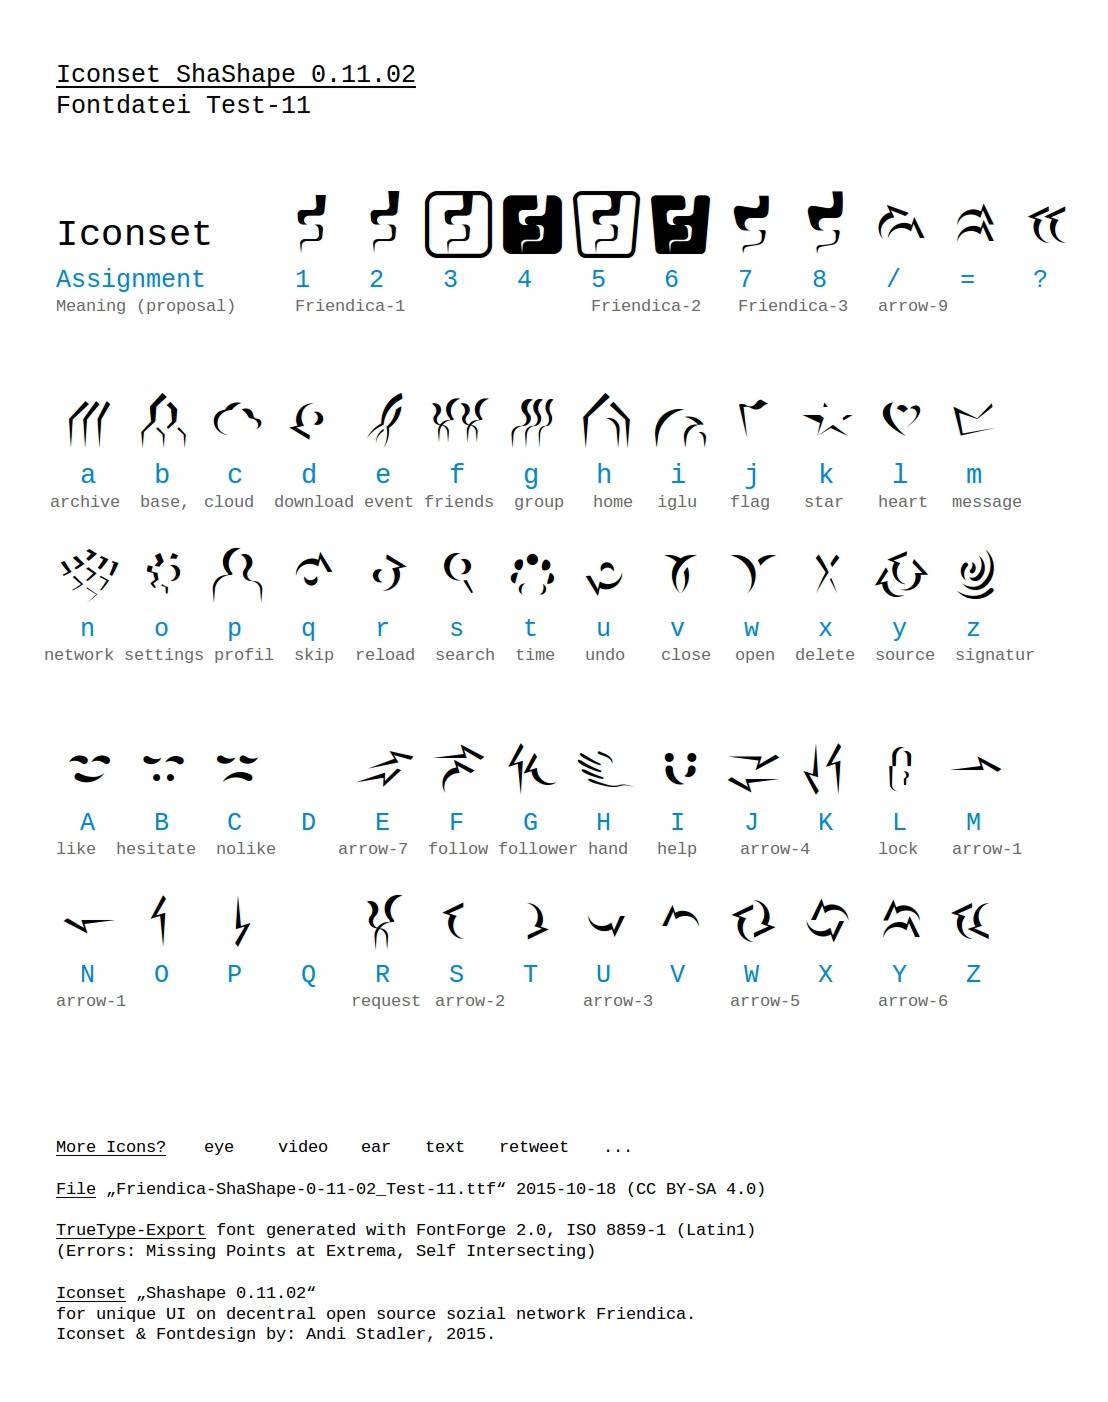 Iconset ShaShape 0.11.02
Fontdatei Test-11
Iconset
Assignment 1 2 3 4 5 6 7 8 / = ?
Meaning (proposal) Friendica-1 Friendica-2 Friendica-3 arrow-9
a b c d e f g h i j k l m
archive base, cloud download event friends group home iglu flag star heart message
n o p q r s t u v w x y z
network settings profil skip reload search time undo close open delete source signatur
A B C D E F G H I J K L M
like hesitate nolike arrow-7 follow follower hand help arrow-4 lock arrow-1
N O P Q R S T U V W X Y Z
arrow-1 request arrow-2 arrow-3 arrow-5 arrow-6
More Icons? eye video ear text retweet ...
File „Friendica-ShaShape-0-11-02_Test-11.ttf“ 2015-10-18 (CC BY-SA 4.0)
TrueType-Export font generated with FontForge 2.0, ISO 8859-1 (Latin1)
(Errors: Missing Points at Extrema, Self Intersecting)
Iconset „Shashape 0.11.02“
for unique UI on decentral open source sozial network Friendica.
Iconset & Fontdesign by: Andi Stadler, 2015.